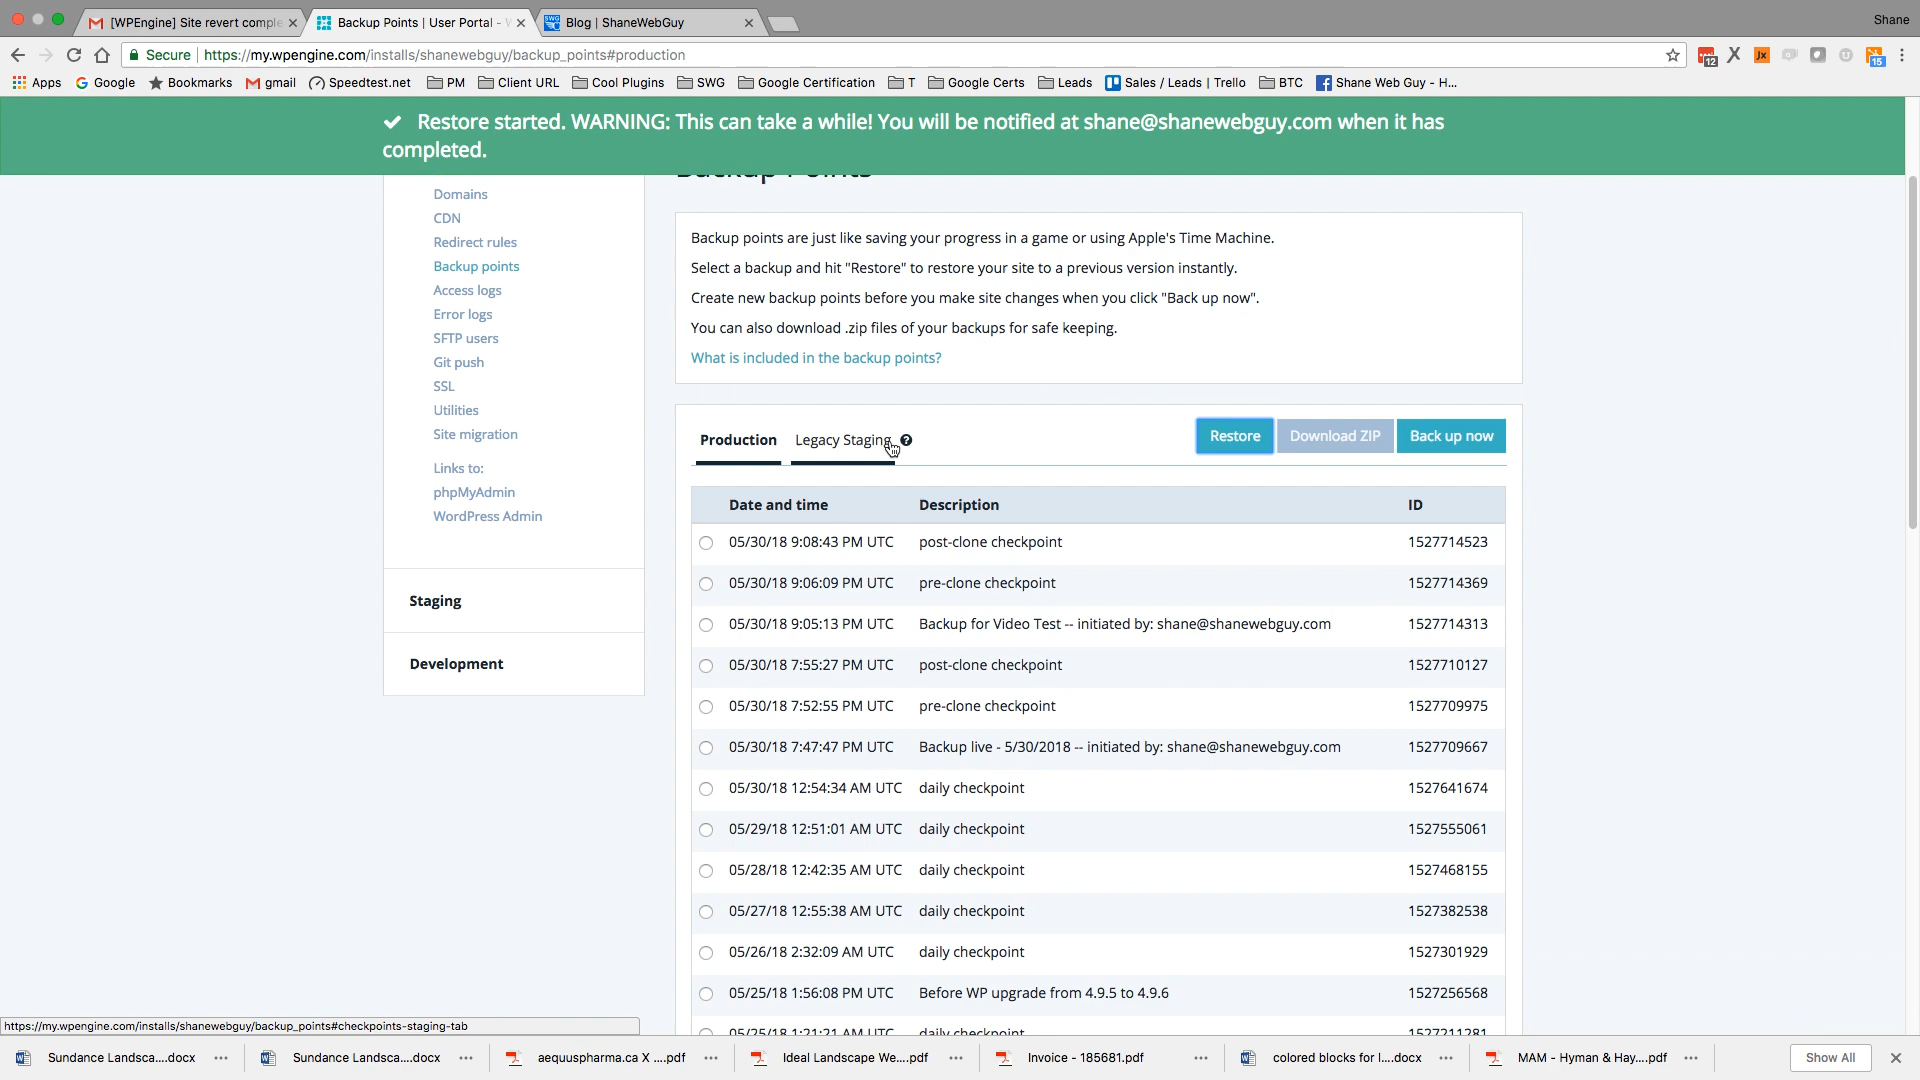 [WPEngine] Site revert comple
Backup Points | User Portal - W
Blog | ShaneWebGuy
Shane
Secure
https://my.wpengine.com/installs/shanewebguy/backup_points#production
12
15
Apps
Google
Bookmarks
gmail
Speedtest.net
PM
Client URL
Cool Plugins
SWG
Google Certification
T
Google Certs
Leads
Sales / Leads | Trello
BTC
Shane Web Guy - H...
Restore started. WARNING: This can take a while! You will be notified at shane@shanewebguy.com when it has
completed.
Backup Points
Domains
CDN
Redirect rules
Backup points
Access logs
Error logs
SFTP users
Git push
SSL
Utilities
Site migration
Links to:
phpMyAdmin
WordPress Admin
Staging
Development
Backup points are just like saving your progress in a game or using Apple's Time Machine.
Select a backup and hit "Restore" to restore your site to a previous version instantly.
Create new backup points before you make site changes when you click "Back up now".
You can also download .zip files of your backups for safe keeping.
What is included in the backup points?
Production
Legacy Staging
?
Restore
Download ZIP
Back up now
Date and time Description ID
05/30/18 9:08:43 PM UTC post-clone checkpoint 1527714523
05/30/18 9:06:09 PM UTC pre-clone checkpoint 1527714369
05/30/18 9:05:13 PM UTC Backup for Video Test -- initiated by: shane@shanewebguy.com 1527714313
05/30/18 7:55:27 PM UTC post-clone checkpoint 1527710127
05/30/18 7:52:55 PM UTC pre-clone checkpoint 1527709975
05/30/18 7:47:47 PM UTC Backup live - 5/30/2018 -- initiated by: shane@shanewebguy.com 1527709667
05/30/18 12:54:34 AM UTC daily checkpoint 1527641674
05/29/18 12:51:01 AM UTC daily checkpoint 1527555061
05/28/18 12:42:35 AM UTC daily checkpoint 1527468155
05/27/18 12:55:38 AM UTC daily checkpoint 1527382538
05/26/18 2:32:09 AM UTC daily checkpoint 1527301929
05/25/18 1:56:08 PM UTC Before WP upgrade from 4.9.5 to 4.9.6 1527256568
05/25/18 1:21:21 AM UTC daily checkpoint 1527211281
https://my.wpengine.com/installs/shanewebguy/backup_points#checkpoints-staging-tab
Sundance Landsca....docx
Sundance Landsca....docx
aequuspharma.ca X ....pdf
Ideal Landscape We....pdf
Invoice - 185681.pdf
colored blocks for l....docx
MAM - Hyman & Hay....pdf
Show All